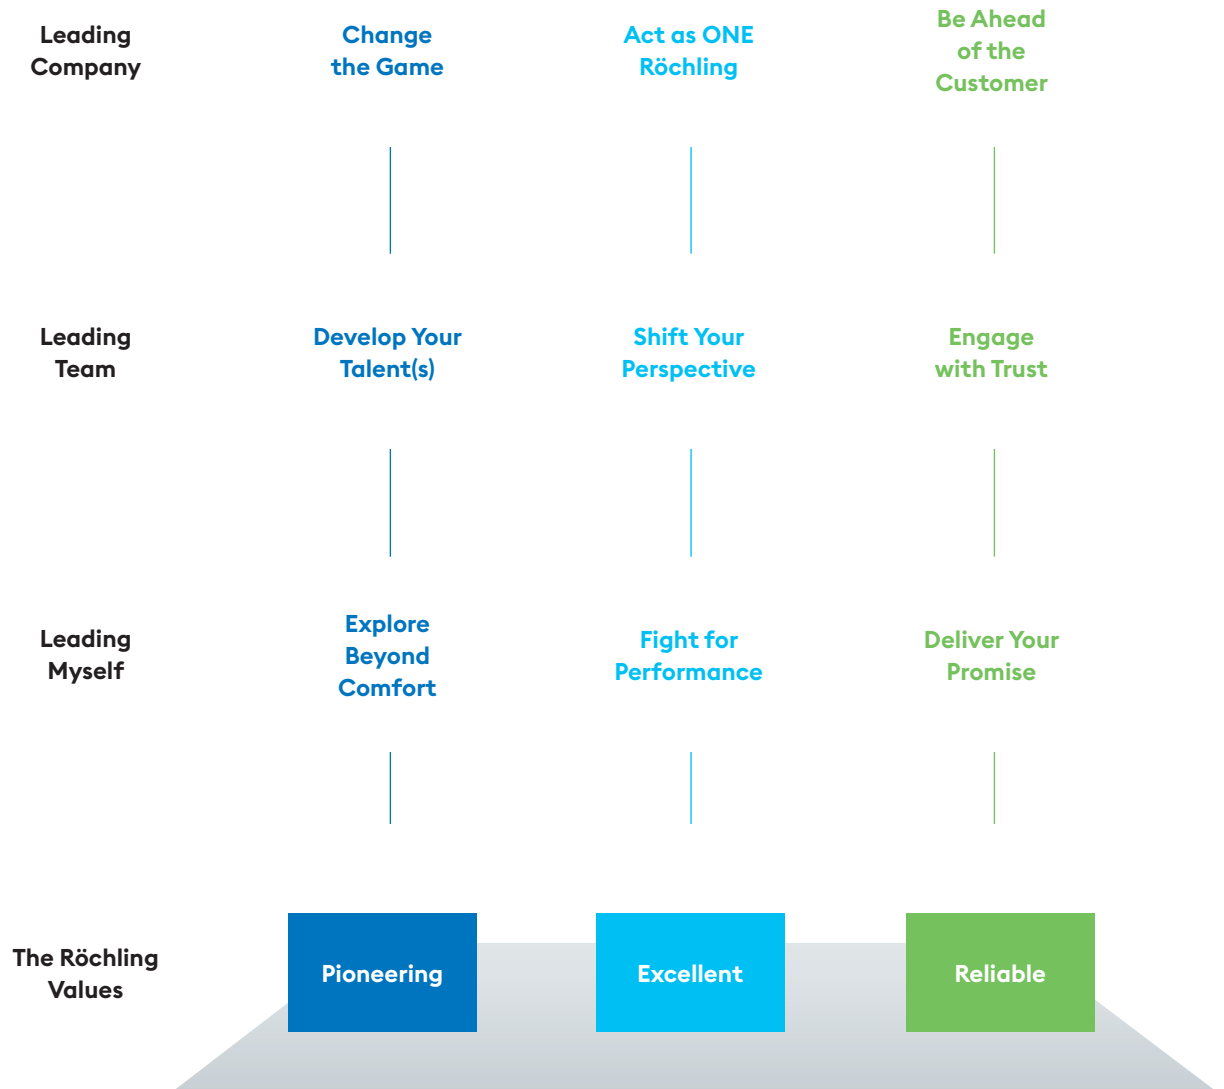 Leading
Company
Change
the Game
Act as ONE
Röchling
Be Ahead
of the
Customer
Leading
Team
Develop Your
Talent(s)
Shift Your
Perspective
Engage
with Trust
Leading
Myself
Explore
Beyond
Comfort
Fight for
Performance
Deliver Your
Promise
The Röchling
Values
Pioneering
Excellent
Reliable